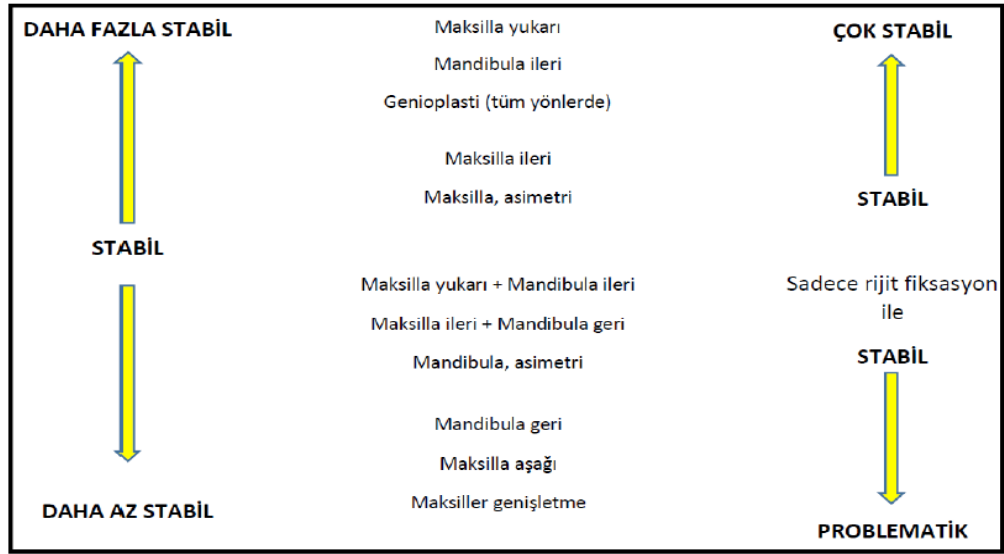 DAHA FAZLA STABİL
Maksilla yukarı
ÇOK STABİL
Mandibula ileri
Genioplasti (tüm yönlerde)
Maksilla ileri
Maksilla, asimetri
STABİL
STABİL
Maksilla yukarı + Mandibula ileri
Sadece rijit fiksasyon
ile
Maksilla ileri + Mandibula geri
STABİL
Mandibula, asimetri
Mandibula geri
Maksilla aşağı
Maksiller genişletme
DAHA AZ STABİL
PROBLEMATİK